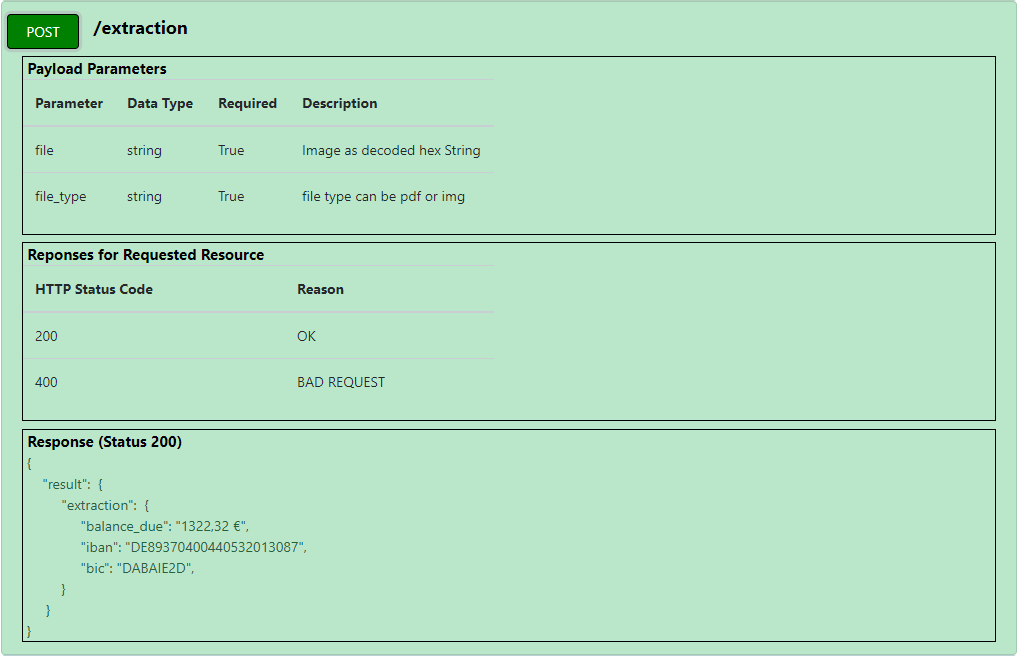 POST /extraction
Payload Parameters
Parameter Data Type Required Description
file string True Image as decoded hex String
file_type string True file type can be pdf or img
Reponses for Requested Resource
HTTP Status Code Reason
200 OK
400 BAD REQUEST
Response (Status 200)
{
"result": {
"extraction": {
"balance_due": "1322,32 €",
"iban": "DE89370400440532013087",
"bic": "DABAIE2D",
}
}
}